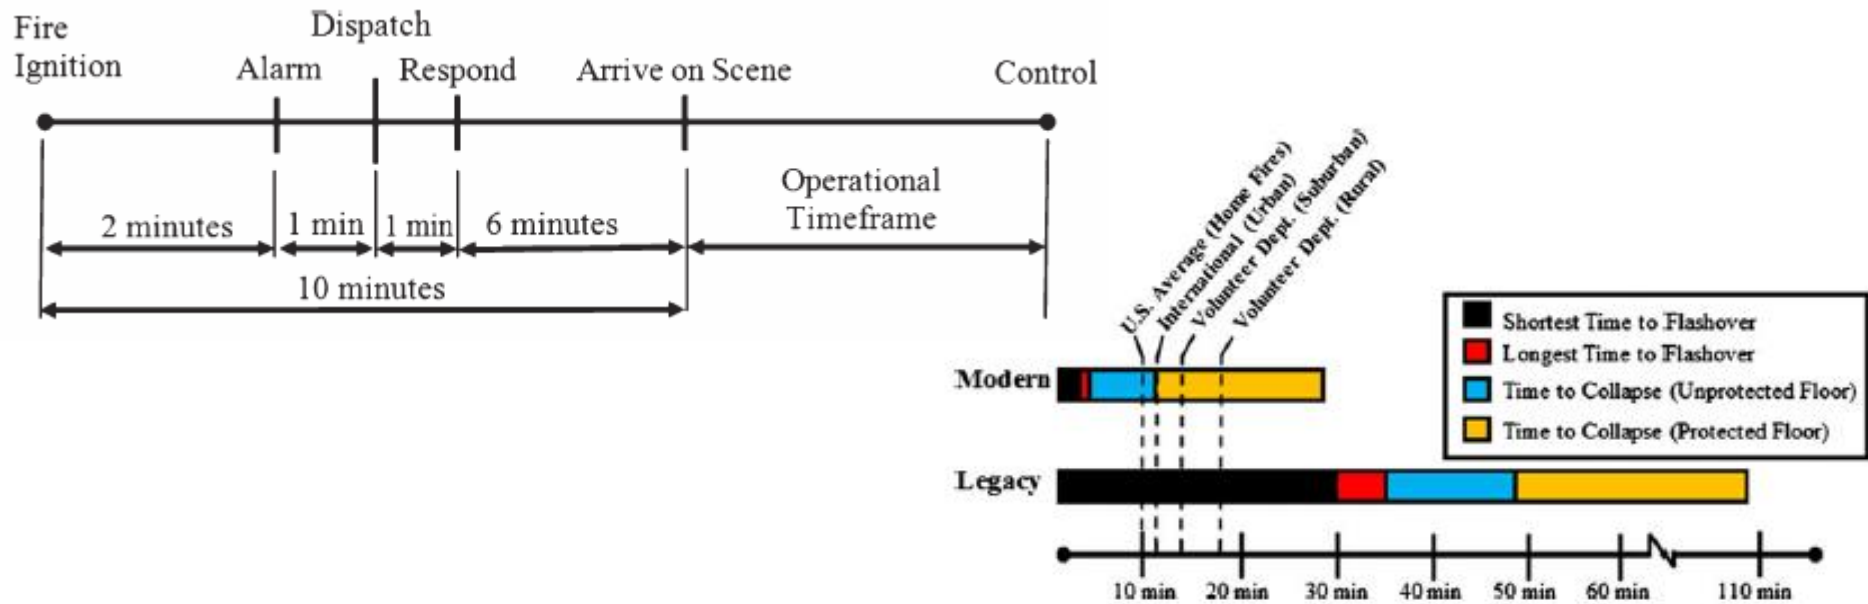 Fire
Ignition
Alarm
Dispatch
Respond
Arrive on Scene
Control
2 minutes
1 min
1 min
6 minutes
Operational
Timeframe
10 minutes
U.S. Average (Home Fires)
International (Urban)
Volunteer Dept. (Suburban)
Volunteer Dept. (Rural)
Shortest Time to Flashover
Longest Time to Flashover
Time to Collapse (Unprotected Floor)
Time to Collapse (Protected Floor)
Modern
Legacy
10 min
20 min
30 min
40 min
50 min
60 min
110 min